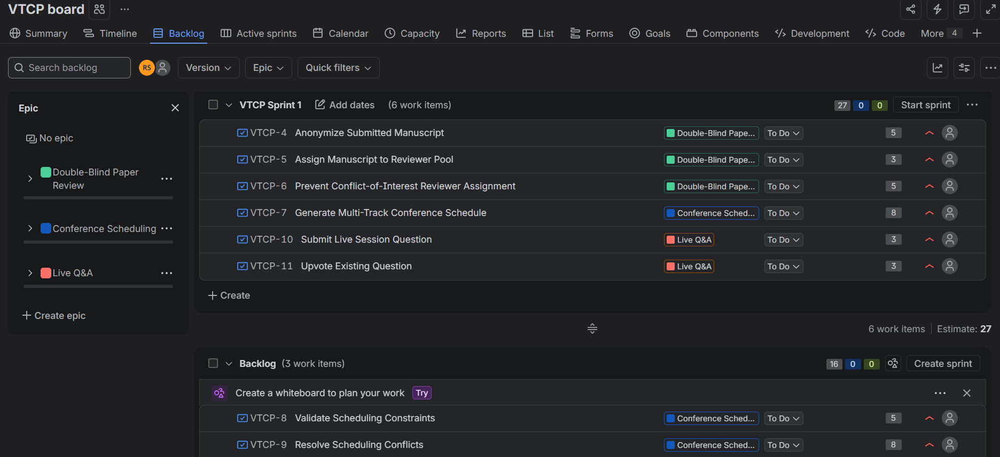 VTCP board
Summary Timeline Backlog Active sprints Calendar Capacity Reports List Forms Goals Components Development Code More 4
Search backlog RS Version Epic Quick filters
Epic
No epic
Double-Blind Paper Review
Conference Scheduling
Live Q&A
Create epic
VTCP Sprint 1 Add dates (6 work items) 27 0 0 Start sprint
VTCP-4 Anonymize Submitted Manuscript Double-Blind Pape... To Do 5
VTCP-5 Assign Manuscript to Reviewer Pool Double-Blind Pape... To Do 3
VTCP-6 Prevent Conflict-of-Interest Reviewer Assignment Double-Blind Pape... To Do 5
VTCP-7 Generate Multi-Track Conference Schedule Conference Sched... To Do 8
VTCP-10 Submit Live Session Question Live Q&A To Do 3
VTCP-11 Upvote Existing Question Live Q&A To Do 3
Create
6 work items Estimate: 27
Backlog (3 work items) 16 0 0 Create sprint
Create a whiteboard to plan your work Try
VTCP-8 Validate Scheduling Constraints Conference Sched... To Do 5
VTCP-9 Resolve Scheduling Conflicts Conference Sched... To Do 8